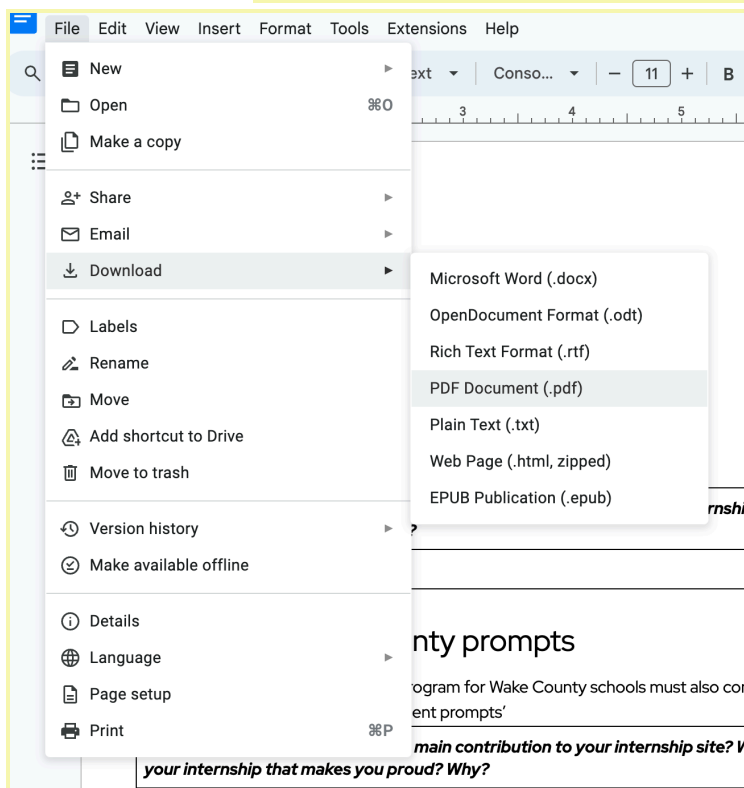 File Edit View Insert Format Tools Extensions Help
New
Open ⌘O
Make a copy
Share
Email
Download
Labels
Rename
Move
Add shortcut to Drive
Move to trash
Version history
Make available offline
Details
Language
Page setup
Print ⌘P
Microsoft Word (.docx)
OpenDocument Format (.odt)
Rich Text Format (.rtf)
PDF Document (.pdf)
Plain Text (.txt)
Web Page (.html, zipped)
EPUB Publication (.epub)
ext Conso... − 11 + B
3 4 5
?
nty prompts
for Wake County schools must also
prompts’
main contribution to your internship site?
your internship that makes you proud? Why?